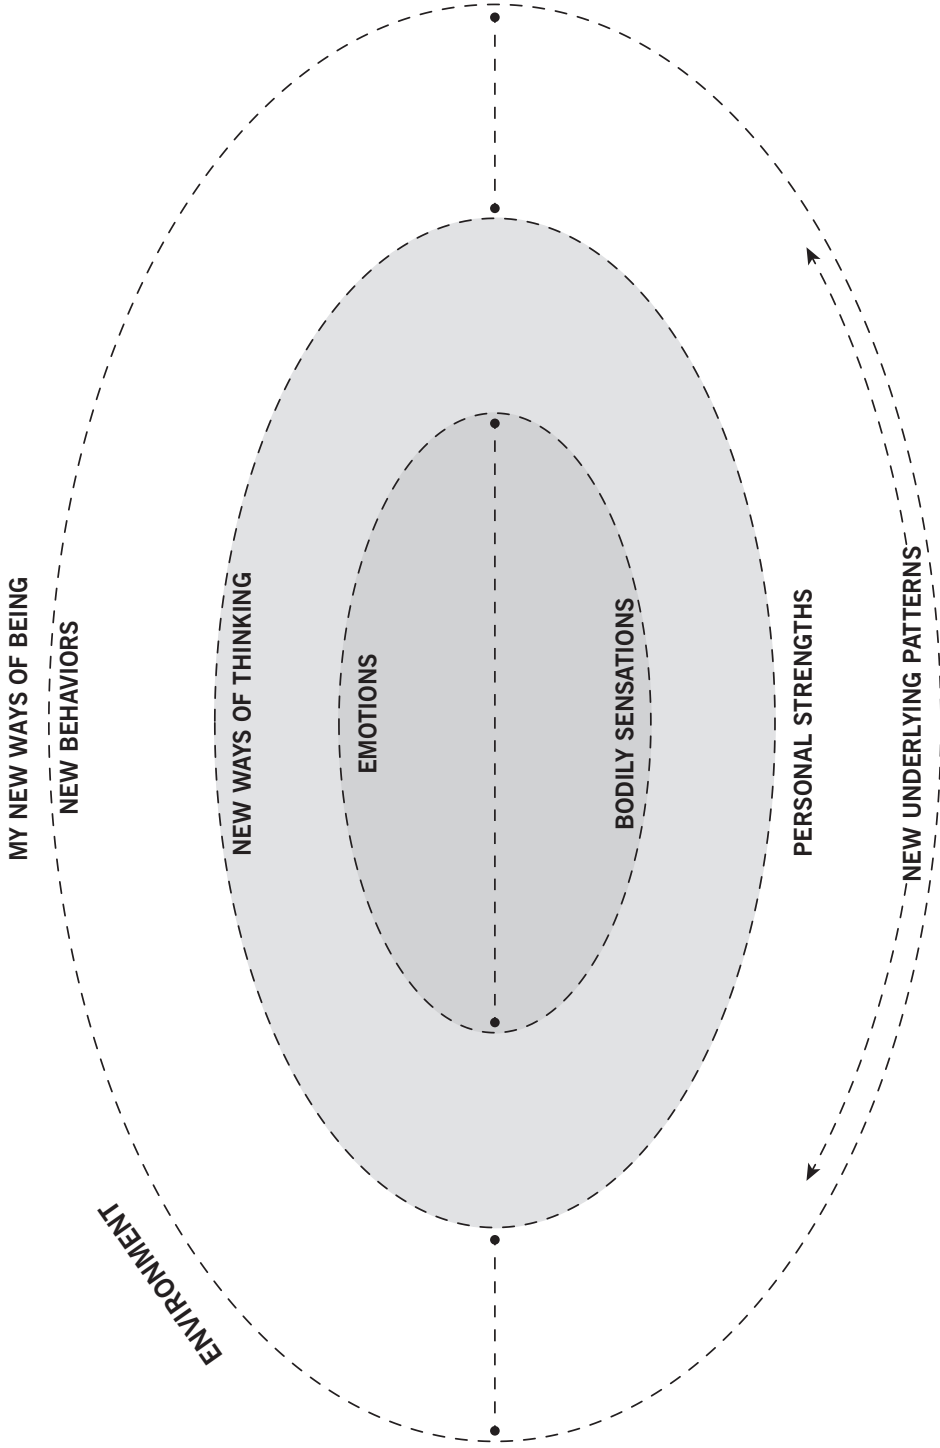 MY NEW WAYS OF BEING
NEW BEHAVIORS
ENVIRONMENT
NEW WAYS OF THINKING
EMOTIONS
BODILY SENSATIONS
PERSONAL STRENGTHS
NEW UNDERLYING PATTERNS